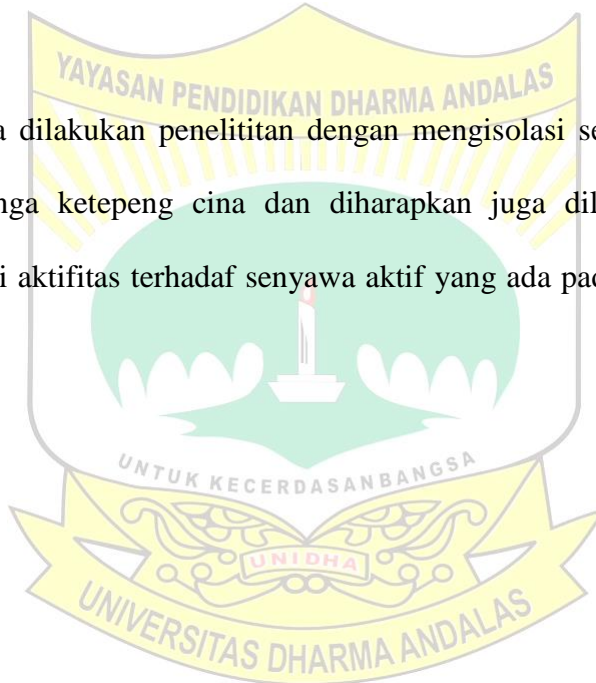 YAYASAN PENDIDIKAN DHARMA ANDALAS
a dilakukan penelititan dengan mengisolasi se
nga ketepeng cina dan diharapkan juga dil
i aktifitas terhadaf senyawa aktif yang ada pad
UNTUK KECERDASANBANGSA
UNIDHA
UNIVERSITAS DHARMA ANDALAS